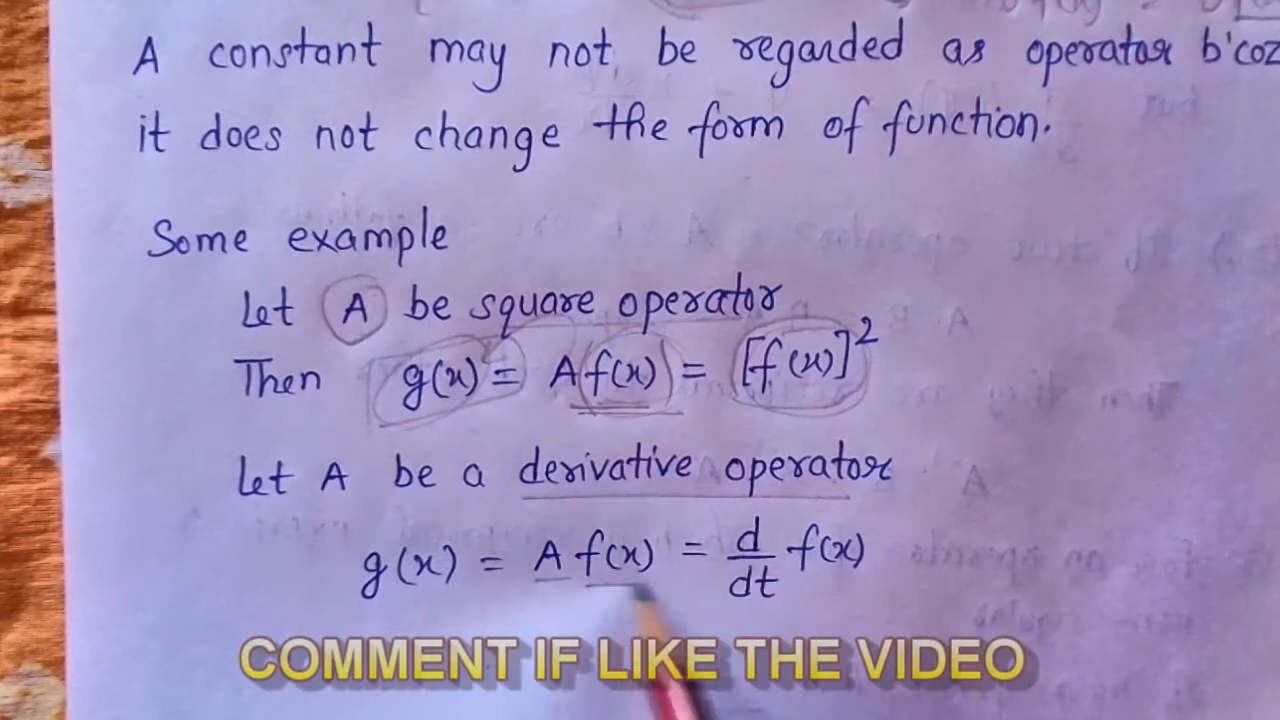 A constant may not be regarded as operator b'coz
it does not change the form of function.
Some example
Let A be square operator
Then g(x) = A f(x) = [f(x)]²
Let A be a derivative operator
g(x) = A f(x) = d/dt f(x)
COMMENT IF LIKE THE VIDEO